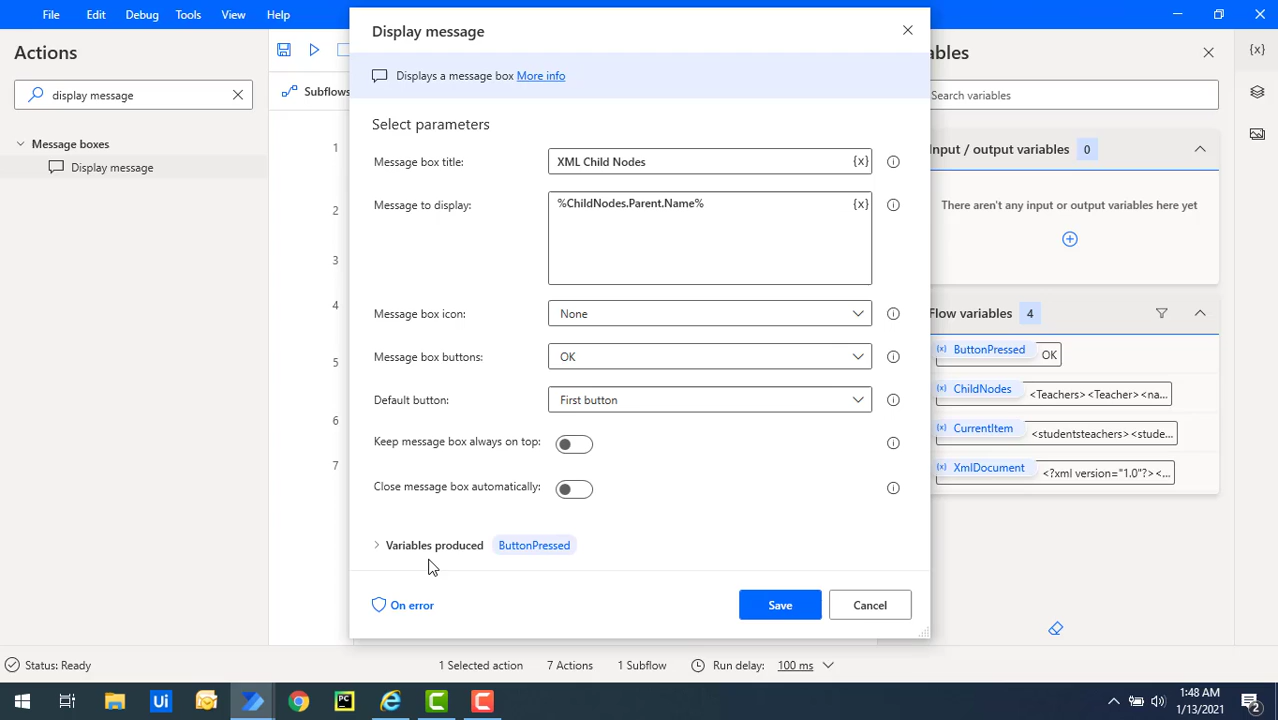 File Edit Debug Tools View Help
Actions
display message
Message boxes
Display message
Subflows
1
2
3
4
5
6
7
Display message
Displays a message box More info
Select parameters
Message box title: XML Child Nodes {x}
Message to display: %ChildNodes.Parent.Name% {x}
Message box icon: None
Message box buttons: OK
Default button: First button
Keep message box always on top:
Close message box automatically:
Variables produced ButtonPressed
On error
Save Cancel
ables {x}
Search variables
Input / output variables 0
There aren't any input or output variables here yet
Flow variables 4
(x) ButtonPressed OK
(x) ChildNodes <Teachers><Teacher><na...
(x) CurrentItem <studentsteachers><stude...
(x) XmlDocument <?xml version="1.0"?><...
Status: Ready 1 Selected action 7 Actions 1 Subflow Run delay: 100 ms
Ui PC 1:48 AM
1/13/2021 2